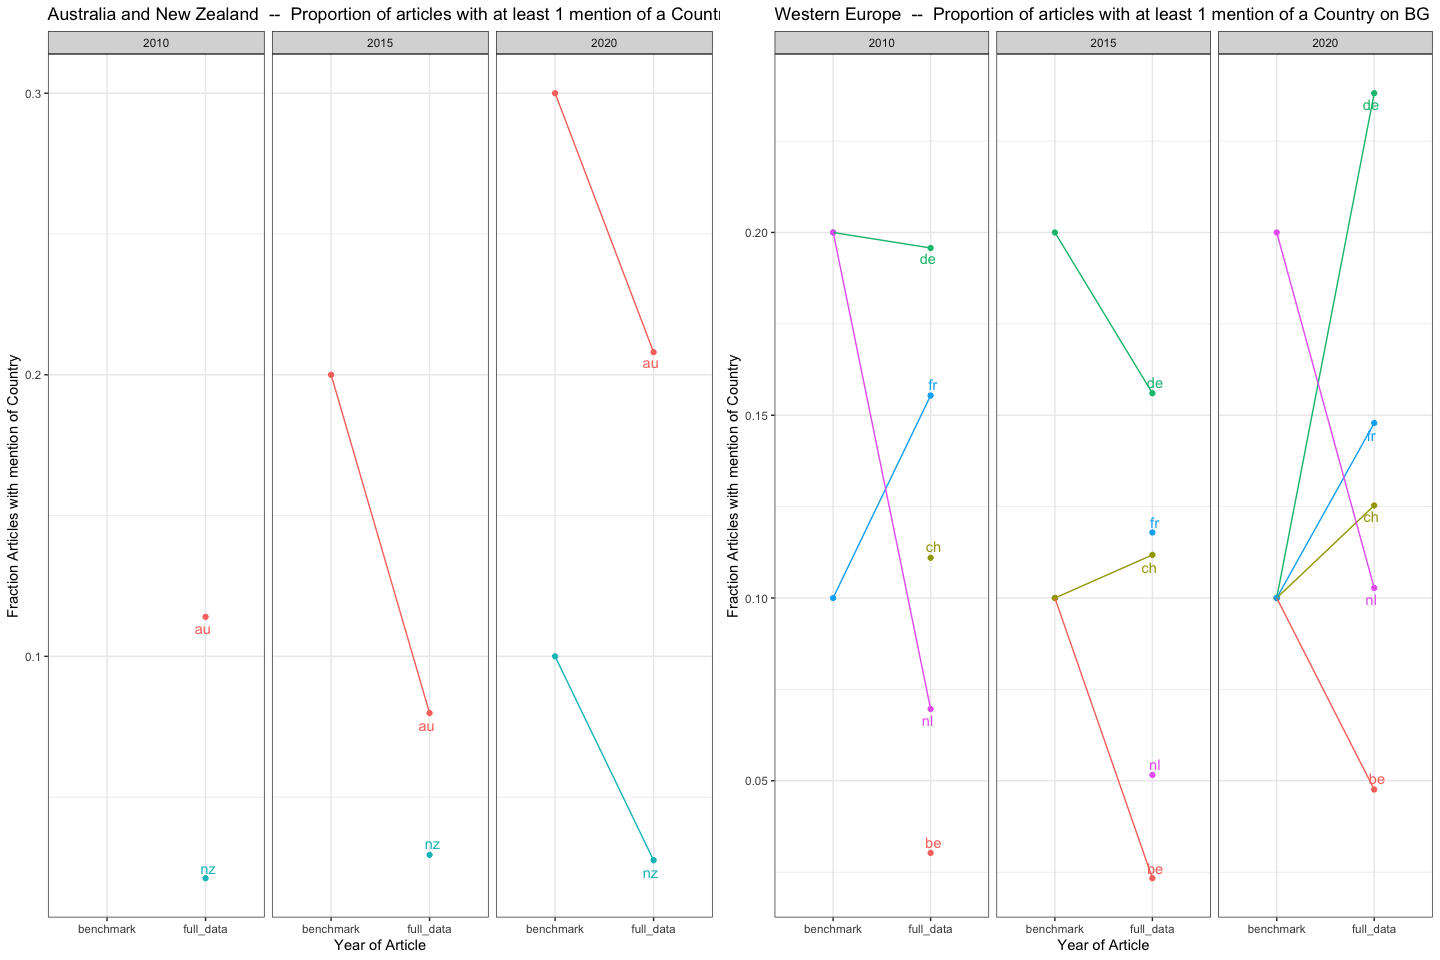 Australia and New Zealand -- Proportion of articles with at least 1 mention of a
2010
2015
2020
0.3
0.2
0.1
Fraction Articles with mention of Country
au
nz
au
nz
au
nz
benchmark
full_data
benchmark
full_data
benchmark
full_data
Year of Article
Western Europe -- Proportion of articles with at least 1 mention of a Country on BG
2010
2015
2020
0.20
0.15
0.10
0.05
Fraction Articles with mention of Country
de
fr
ch
nl
be
de
fr
ch
nl
be
de
fr
ch
nl
be
benchmark
full_data
benchmark
full_data
benchmark
full_data
Year of Article